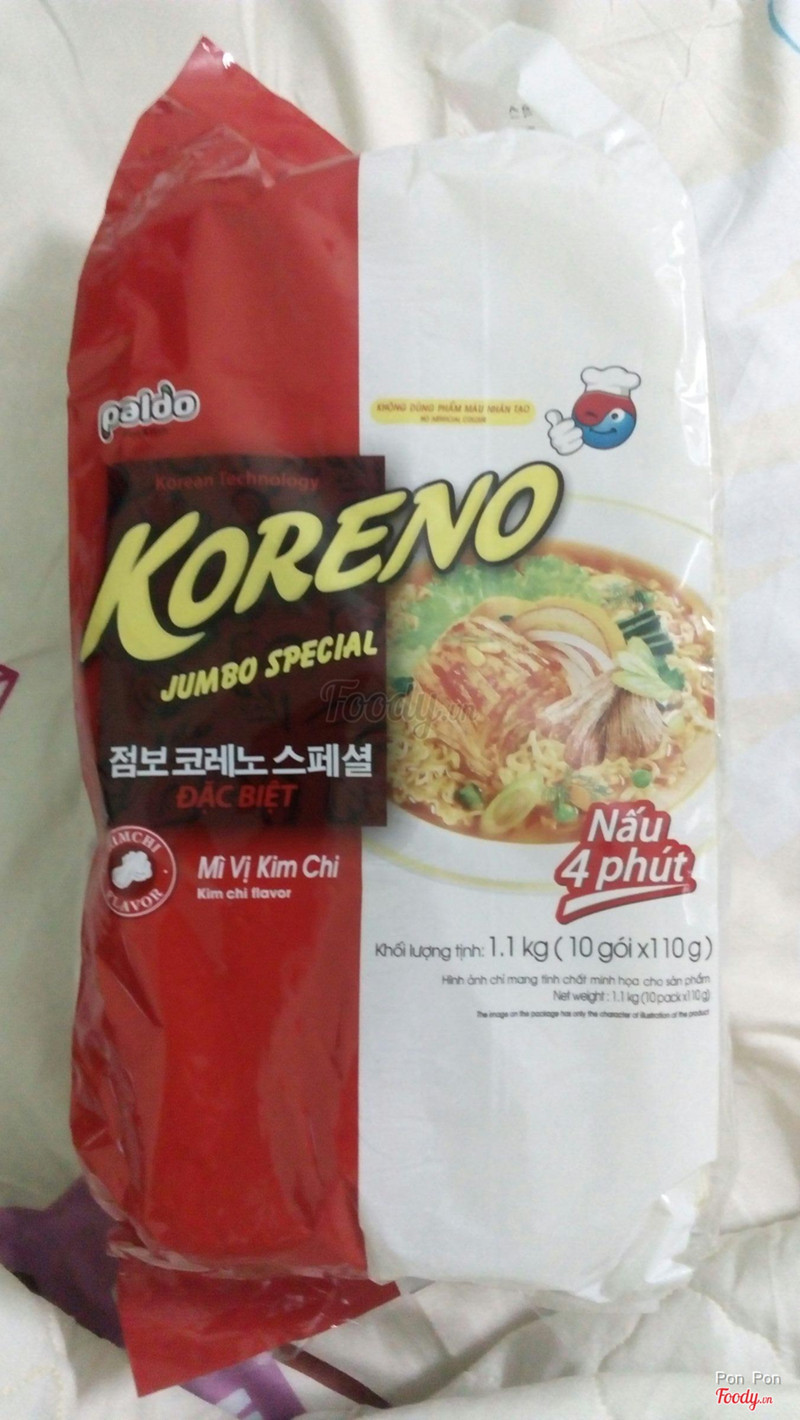 paldo
KHÔNG DÙNG PHẨM MÀU NHÂN TẠO
NO ARTIFICIAL COLOUR
Korean Technology
KORENO
JUMBO SPECIAL
Foody.vn
점보 코레노 스페셜
ĐẶC BIỆT
KIMCHI
FLAVOR
Mì Vị Kim Chi
Kim chi flavor
Nấu
4 phút
Khối lượng tịnh: 1.1 kg ( 10 gói x110 g )
Hình ảnh chỉ mang tính chất minh họa cho sản phẩm
Net weight : 1.1 kg (10 pack x110 g)
The image on the package has only the character of illustration of the product
Pon Pon
Foody.vn